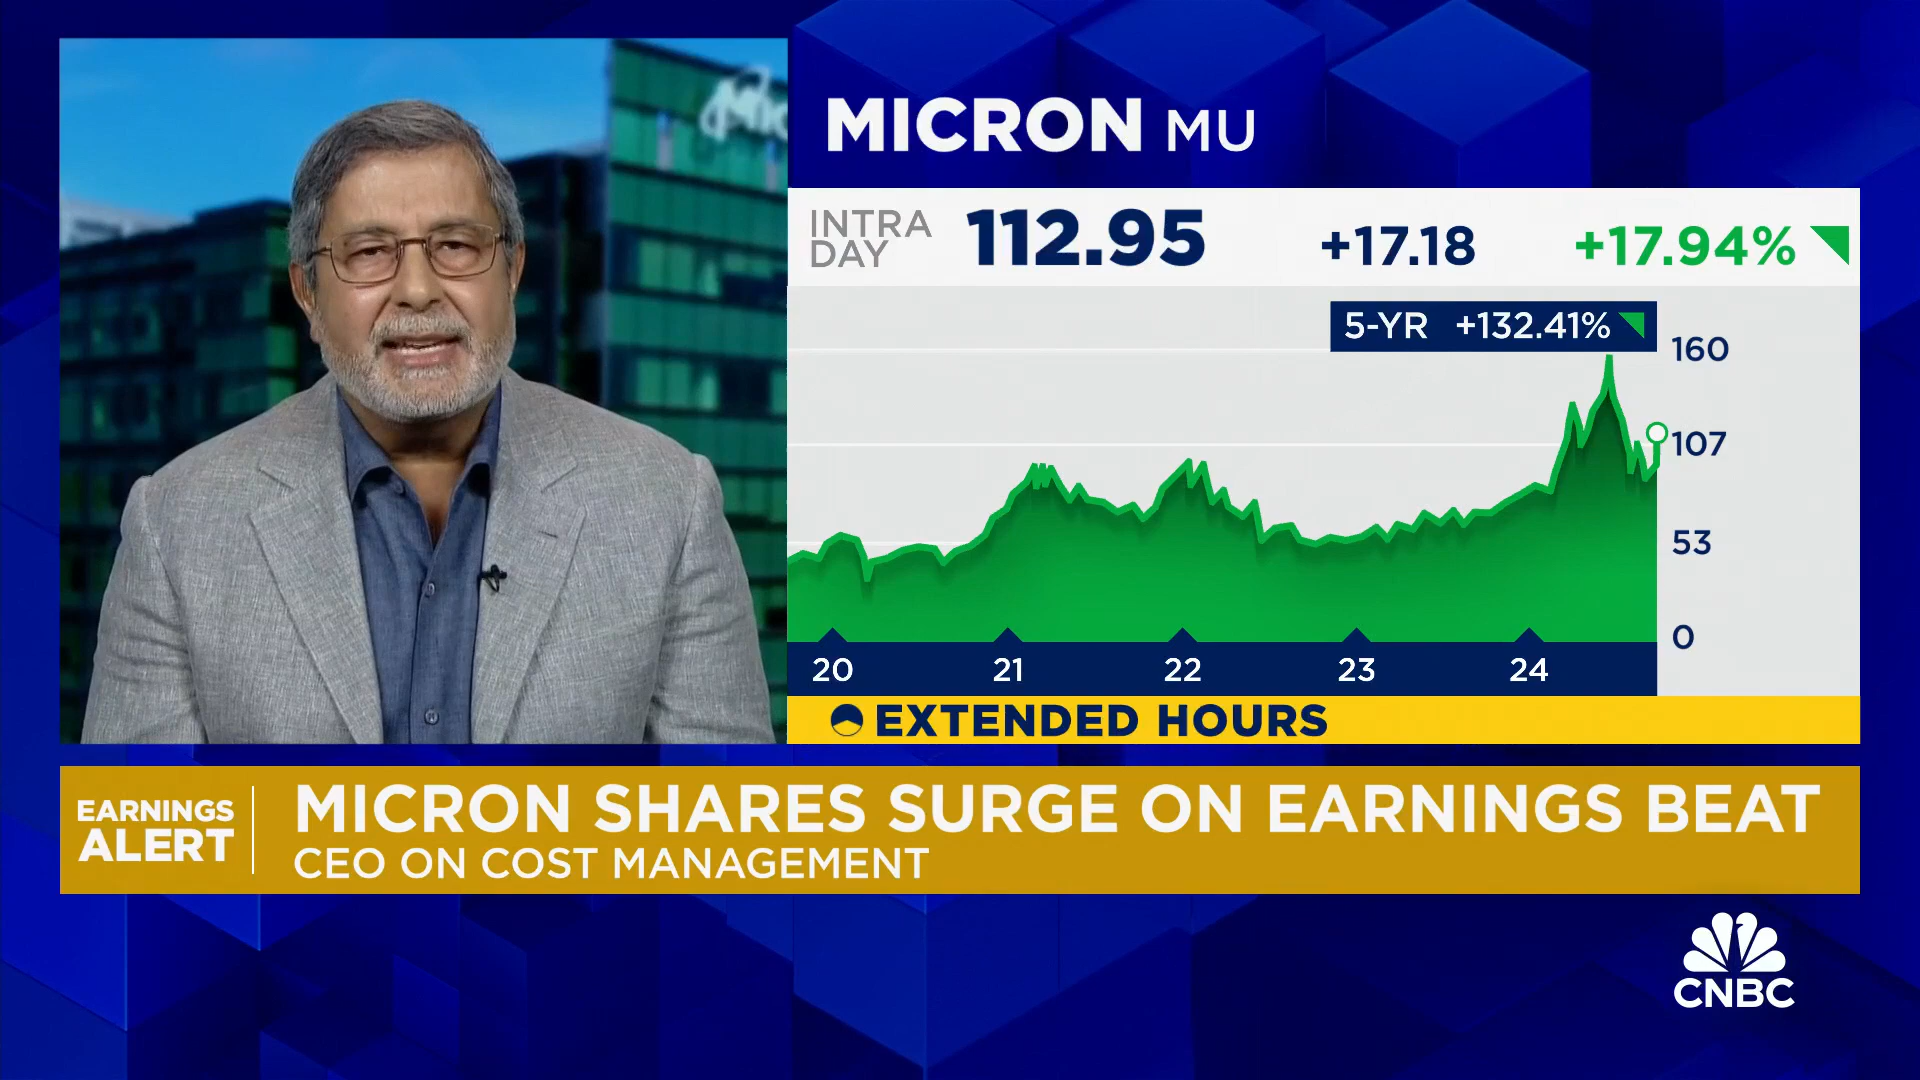 Mic
MICRON MU
INTRA DAY 112.95 +17.18 +17.94%
5-YR +132.41%
160
107
53
0
20 21 22 23 24
EXTENDED HOURS
EARNINGS ALERT
MICRON SHARES SURGE ON EARNINGS BEAT
CEO ON COST MANAGEMENT
CNBC